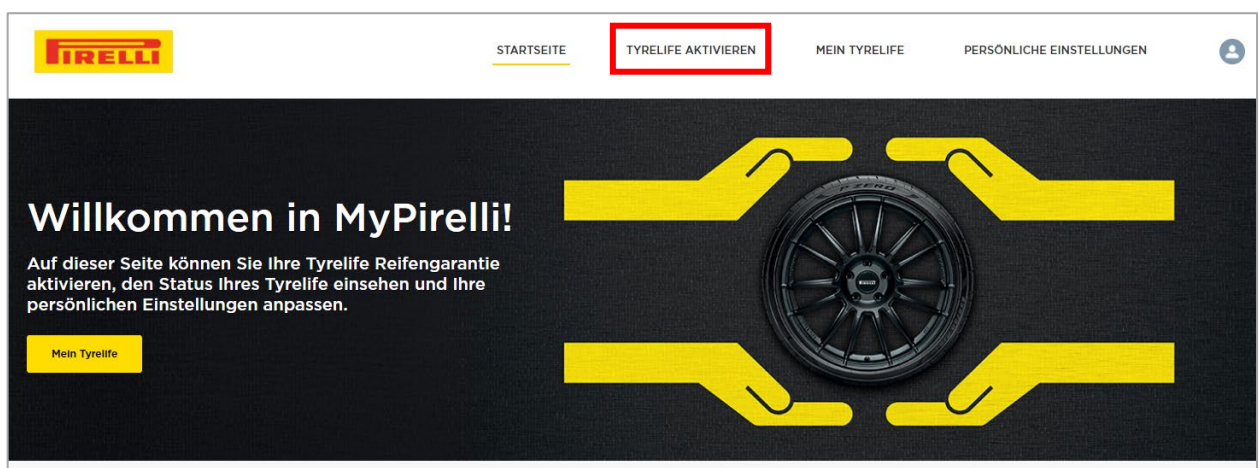 PIRELLI
STARTSEITE
TYRELIFE AKTIVIEREN
MEIN TYRELIFE
PERSÖNLICHE EINSTELLUNGEN
Willkommen in MyPirelli!
Auf dieser Seite können Sie Ihre Tyrelife Reifengarantie
aktivieren, den Status Ihres Tyrelife einsehen und Ihre
persönlichen Einstellungen anpassen.
Mein Tyrelife
P ZERO
PIRELLI